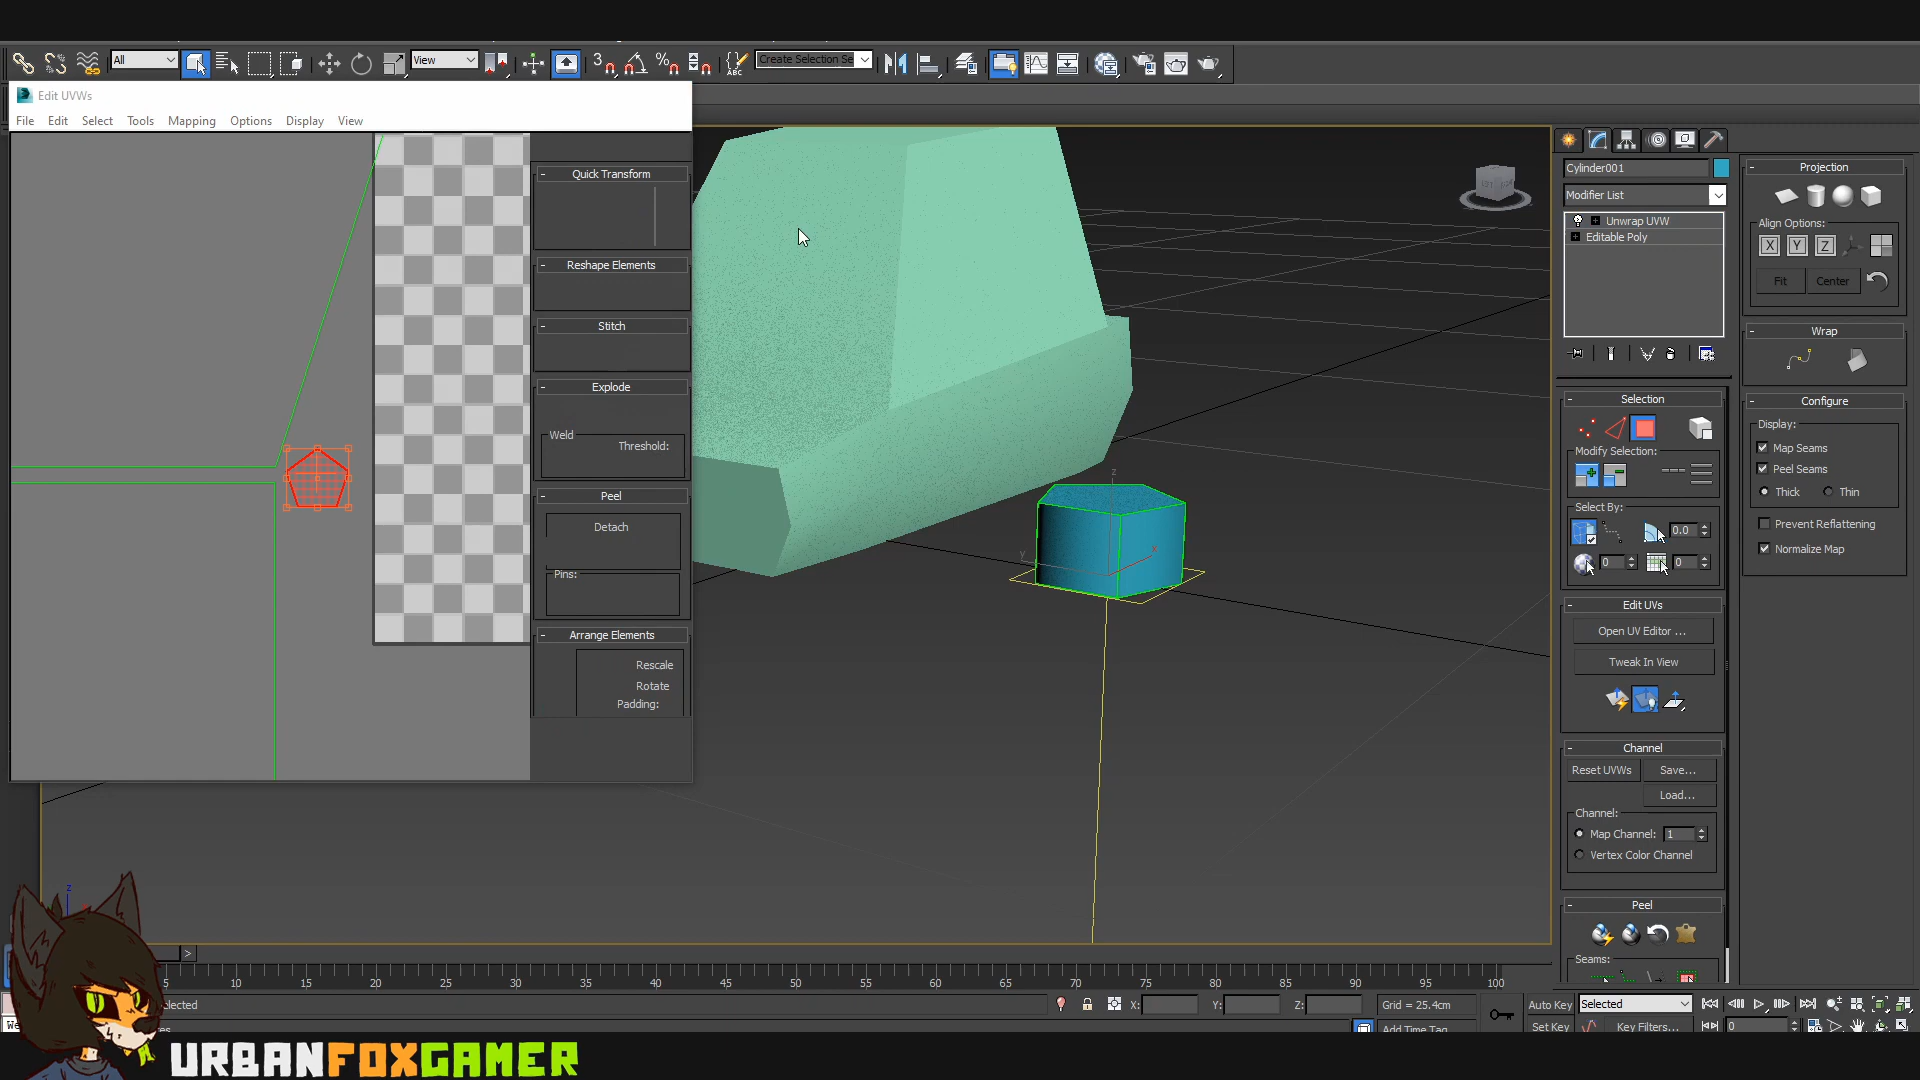 All
View
3
%
ABC
Create Selection Se
Edit UVWs
File Edit Select Tools Mapping Options Display View
- Quick Transform
- Reshape Elements
- Stitch
- Explode
Weld
Threshold:
- Peel
Detach
Pins:
- Arrange Elements
Rescale
Rotate
Padding:
z
x
y
z
Cylinder001
Modifier List
Unwrap UVW
Editable Poly
- Selection
Modify Selection:
Select By:
0.0
0
0
- Edit UVs
Open UV Editor ...
Tweak In View
- Channel
Reset UVWs Save...
Load...
Channel:
Map Channel: 1
Vertex Color Channel
- Peel
Seams:
- Projection
Align Options:
X Y Z
Fit Center
- Wrap
- Configure
Display:
Map Seams
Peel Seams
Thick Thin
Prevent Reflattening
Normalize Map
>
5 10 15 20 25 30 35 40 45 50 55 60 65 70 75 80 85 90 95 100
elected
X: Y: Z: Grid = 25.4cm
Auto Key Selected
We
Add Time Tag
Set Key Key Filters... 0
URBANFOXGAMER